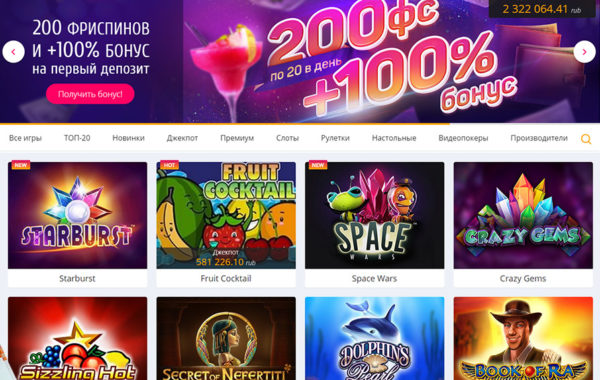 2 322 064.41 rub
200 ФРИСПИНОВ
И +100% БОНУС
на первый депозит
Получить бонус!
200ФС
по 20 в день
+100%
бонус
Все игры ТОП-20 Новинки Джекпот Премиум Слоты Рулетки Настольные Видеопокеры Производители
NEW
STARBURST
Starburst
HOT
FRUIT
COCKTAIL
Джекпот
581 226.10 rub
Fruit Cocktail
NEW
SPACE
WARS
Space Wars
CRAZY GEMS
Crazy Gems
Sizzling Hot
SECRET OF NEFERTITI
DOLPHIN'S
Pearl
BOOK OF RA